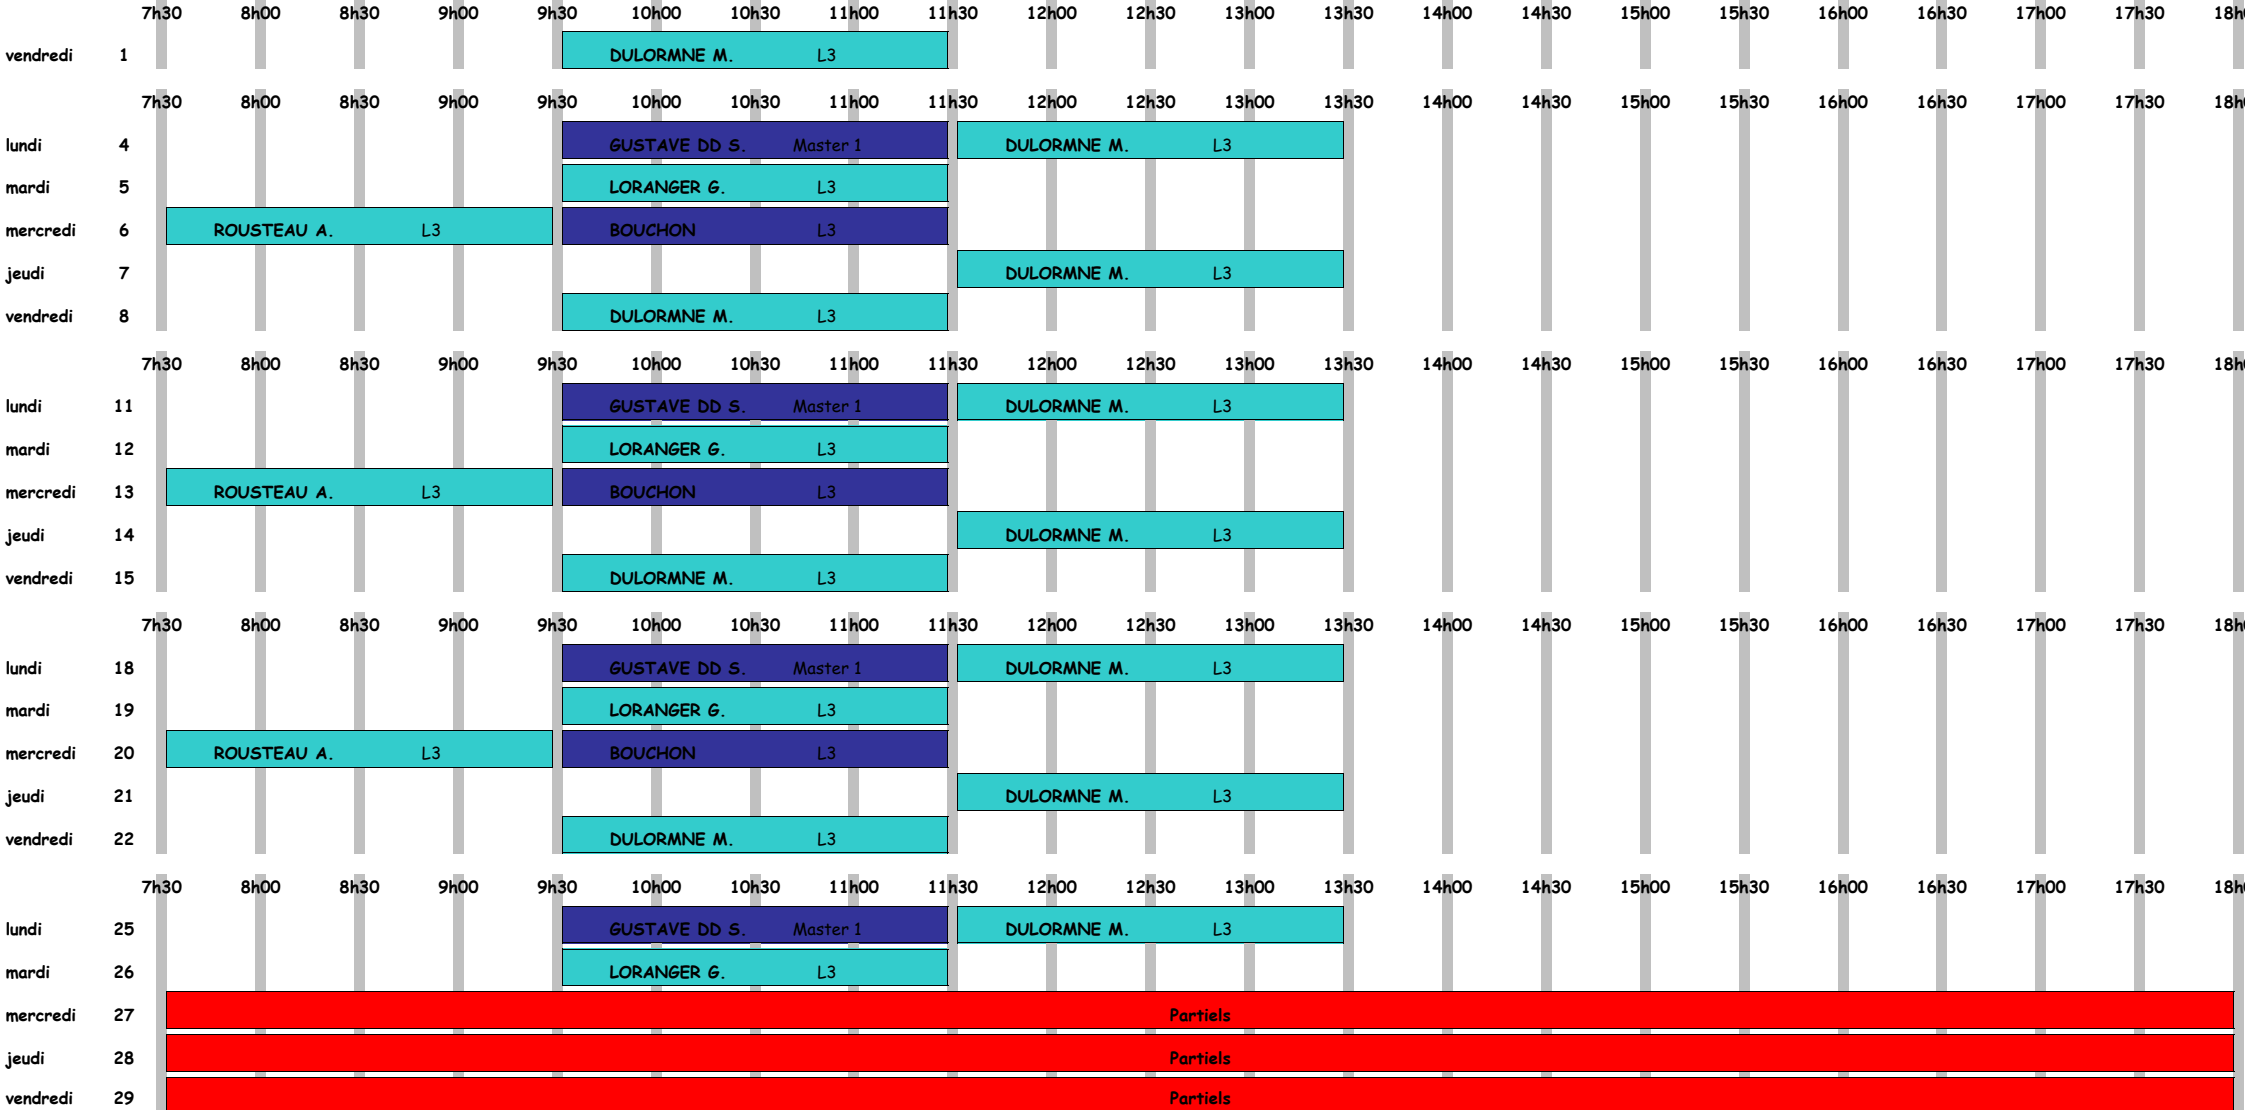 7h30 8h00 8h30 9h00 9h30 10h00 10h30 11h00 11h30 12h00 12h30 13h00 13h30 14h00 14h30 15h00 15h30 16h00 16h30 17h00 17h30
vendredi 1 DULORMNE M. L3
7h30 8h00 8h30 9h00 9h30 10h00 10h30 11h00 11h30 12h00 12h30 13h00 13h30 14h00 14h30 15h00 15h30 16h00 16h30 17h00 17h30
lundi 4 GUSTAVE DD S. Master 1 DULORMNE M. L3
mardi 5 LORANGER G. L3
mercredi 6 ROUSTEAU A. L3 BOUCHON L3
jeudi 7 DULORMNE M. L3
vendredi 8 DULORMNE M. L3
7h30 8h00 8h30 9h00 9h30 10h00 10h30 11h00 11h30 12h00 12h30 13h00 13h30 14h00 14h30 15h00 15h30 16h00 16h30 17h00 17h30
lundi 11 GUSTAVE DD S. Master 1 DULORMNE M. L3
mardi 12 LORANGER G. L3
mercredi 13 ROUSTEAU A. L3 BOUCHON L3
jeudi 14 DULORMNE M. L3
vendredi 15 DULORMNE M. L3
7h30 8h00 8h30 9h00 9h30 10h00 10h30 11h00 11h30 12h00 12h30 13h00 13h30 14h00 14h30 15h00 15h30 16h00 16h30 17h00 17h30
lundi 18 GUSTAVE DD S. Master 1 DULORMNE M. L3
mardi 19 LORANGER G. L3
mercredi 20 ROUSTEAU A. L3 BOUCHON L3
jeudi 21 DULORMNE M. L3
vendredi 22 DULORMNE M. L3
7h30 8h00 8h30 9h00 9h30 10h00 10h30 11h00 11h30 12h00 12h30 13h00 13h30 14h00 14h30 15h00 15h30 16h00 16h30 17h00 17h30
lundi 25 GUSTAVE DD S. Master 1 DULORMNE M. L3
mardi 26 LORANGER G. L3
mercredi 27 Partiels
jeudi 28 Partiels
vendredi 29 Partiels